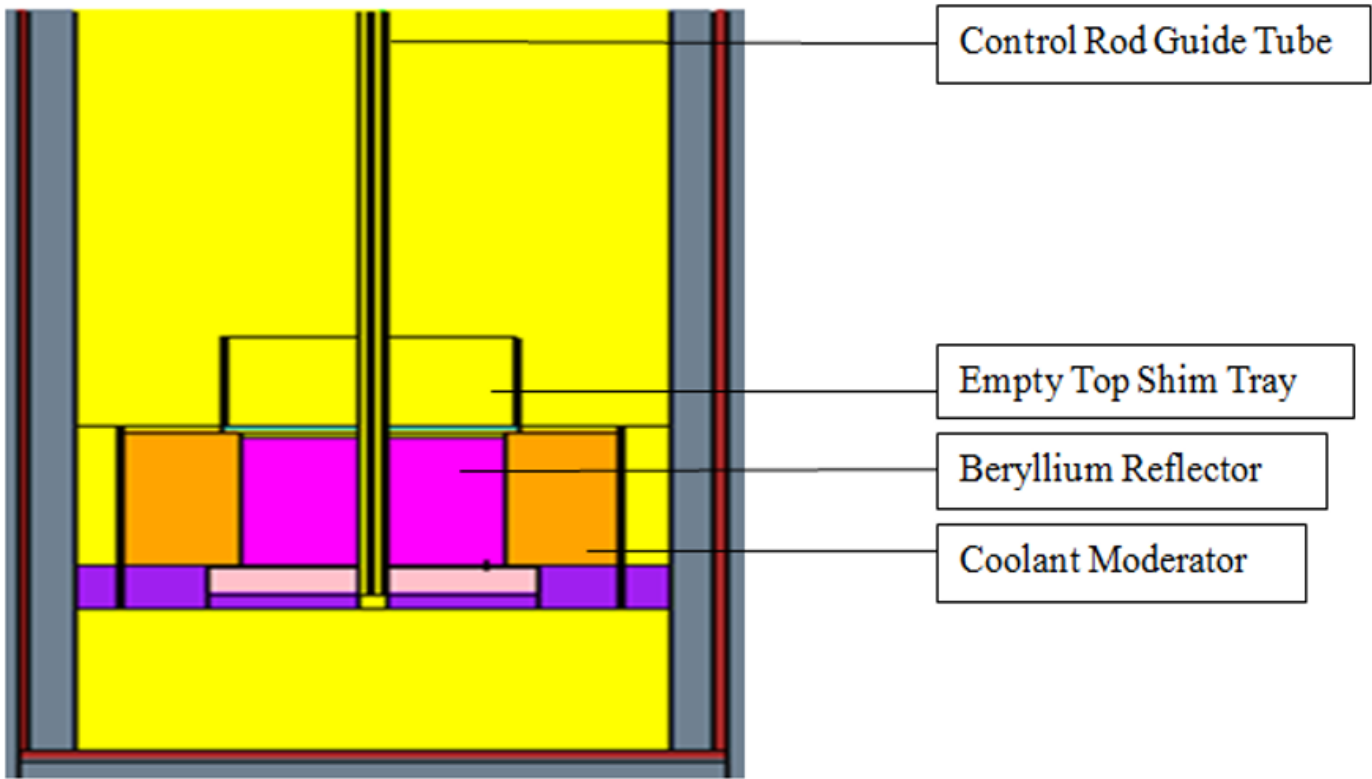 Control Rod Guide Tube
Empty Top Shim Tray
Beryllium Reflector
Coolant Moderator